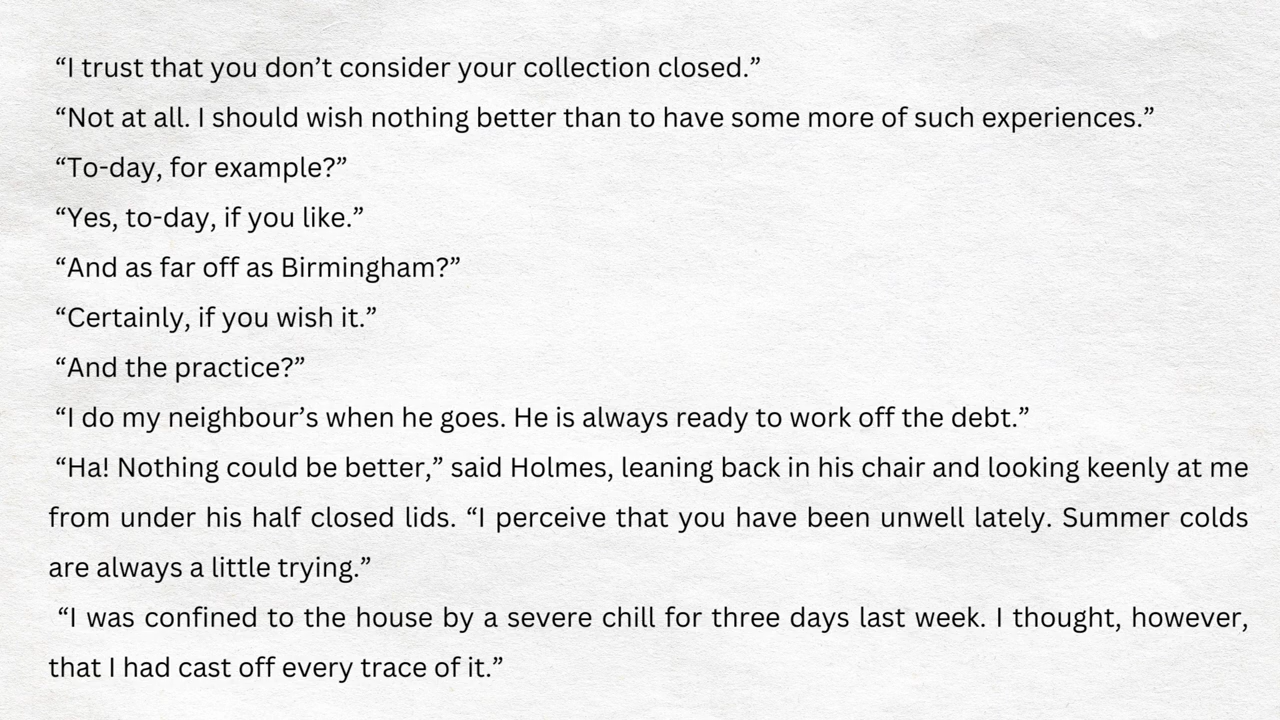 “I trust that you don’t consider your collection closed.”
“Not at all. I should wish nothing better than to have some more of such experiences.”
“To-day, for example?”
“Yes, to-day, if you like.”
“And as far off as Birmingham?”
“Certainly, if you wish it.”
“And the practice?”
“I do my neighbour’s when he goes. He is always ready to work off the debt.”
“Ha! Nothing could be better,” said Holmes, leaning back in his chair and looking keenly at me
from under his half closed lids. “I perceive that you have been unwell lately. Summer colds
are always a little trying.”
“I was confined to the house by a severe chill for three days last week. I thought, however,
that I had cast off every trace of it.”